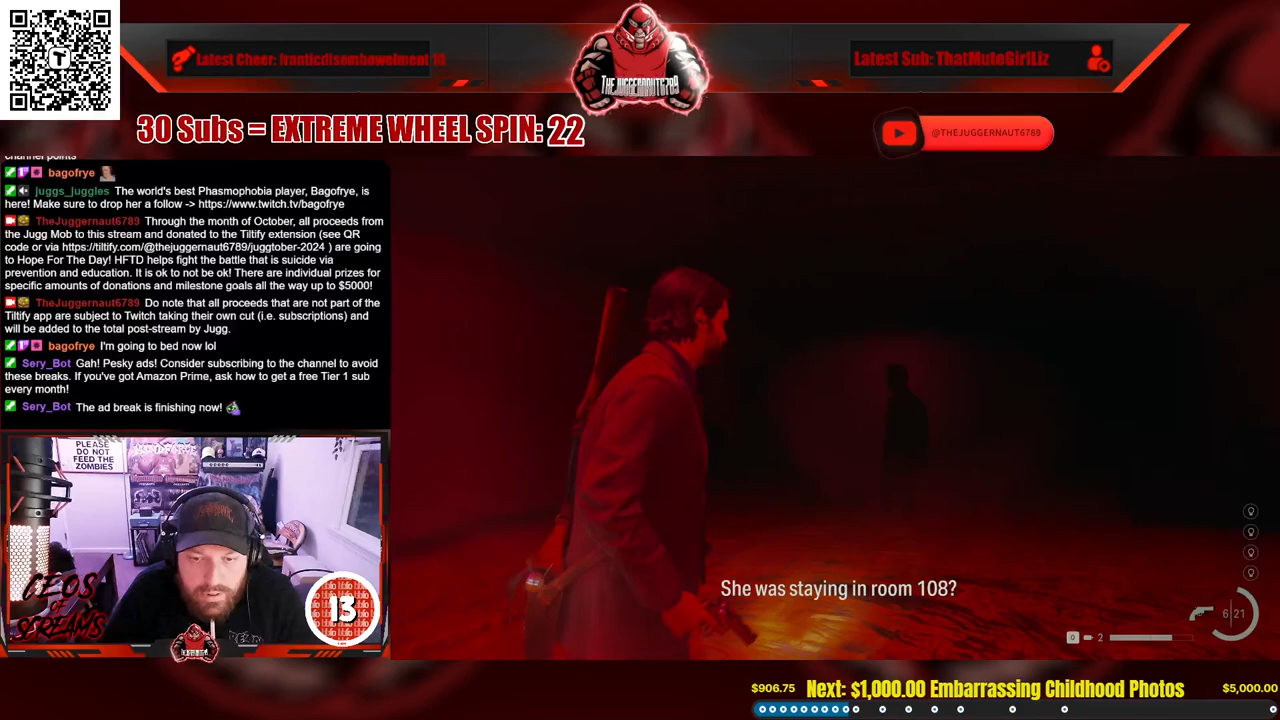 Latest Cheer: franticdisembowelment 10
THEJUGGERNAUT6789
Latest Sub: ThatMuteGirlLiz
30 Subs = EXTREME WHEEL SPIN: 22
@THEJUGGERNAUT6789
channel points
bagofrye
juggs_juggles The world's best Phasmophobia player, Bagofrye, is
here! Make sure to drop her a follow -> https://www.twitch.tv/bagofrye
TheJuggernaut6789 Through the month of October, all proceeds from
the Jugg Mob to this stream and donated to the Tiltify extension (see QR
code or via https://tiltify.com/@thejuggernaut6789/juggtober-2024 ) are going
to Hope For The Day! HFTD helps fight the battle that is suicide via
prevention and education. It is ok to not be ok! There are individual prizes for
specific amounts of donations and milestone goals all the way up to $5000!
TheJuggernaut6789 Do note that all proceeds that are not part of the
Tiltify app are subject to Twitch taking their own cut (i.e. subscriptions) and
will be added to the total post-stream by Jugg.
bagofrye I'm going to bed now lol
Sery_Bot Gah! Pesky ads! Consider subscribing to the channel to avoid
these breaks. If you've got Amazon Prime, ask how to get a free Tier 1 sub
every month!
Sery_Bot The ad break is finishing now!
PLEASE
DO NOT
FEED THE
ZOMBIES
CEOS
OF
STREAMS
13
She was staying in room 108?
6|21
2
$906.75
Next: $1,000.00 Embarrassing Childhood Photos
$5,000.00